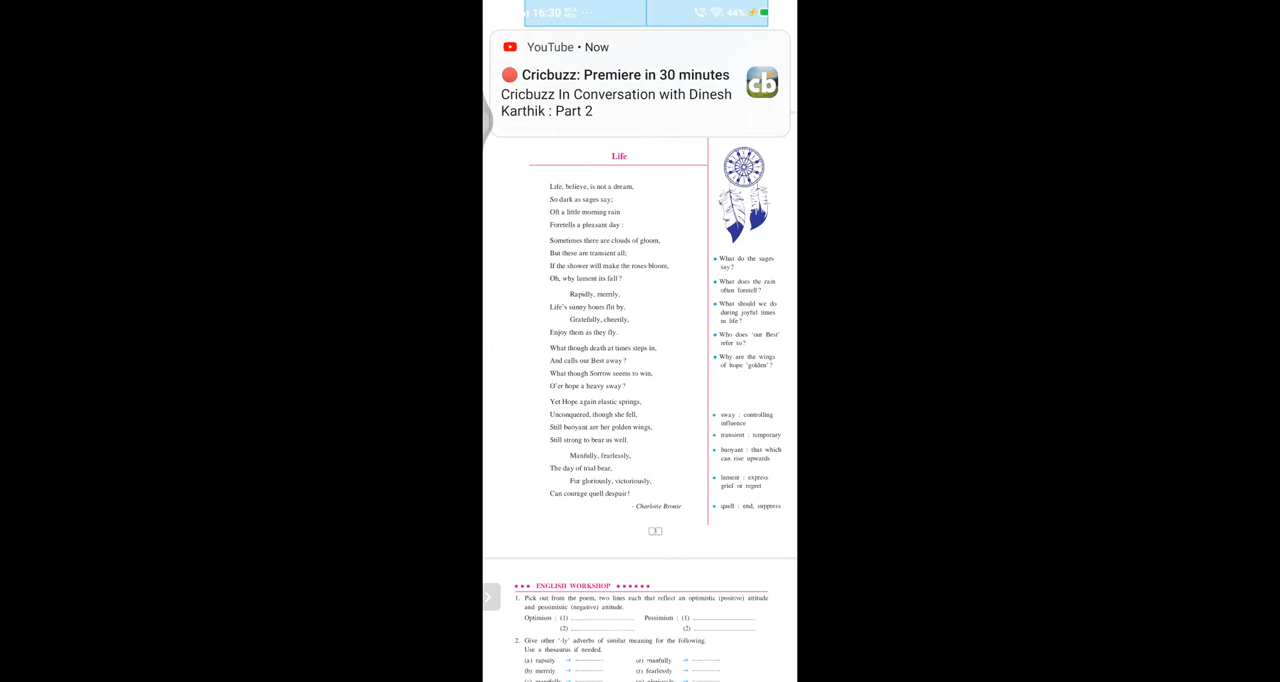 16:30 ...
44%
YouTube • Now
Cricbuzz: Premiere in 30 minutes
Cricbuzz In Conversation with Dinesh
Karthik : Part 2
cb
Life
Life, believe, is not a dream,
So dark as sages say;
Oft a little morning rain
Foretells a pleasant day :
Sometimes there are clouds of gloom,
But these are transient all;
If the shower will make the roses bloom,
Oh, why lament its fall ?
Rapidly, merrily,
Life's sunny hours flit by,
Gratefully, cheerily,
Enjoy them as they fly.
What though death at times steps in,
And calls our Best away ?
What though Sorrow seems to win,
O'er hope a heavy sway ?
Yet Hope again elastic springs,
Unconquered, though she fell,
Still buoyant are her golden wings,
Still strong to bear us well.
Manfully, fearlessly,
The day of trial bear,
For gloriously, victoriously,
Can courage quell despair!
- Charlotte Bronte
• What do the sages
say?
• What does the rain
often foretell ?
• What should we do
during joyful times
in life ?
• Who does 'our Best'
refer to ?
• Why are the wings
of hope 'golden' ?
• sway : controlling
influence
• transient : temporary
• buoyant : that which
can rise upwards
• lament : express
grief or regret
• quell : end, suppress
ENGLISH WORKSHOP
1. Pick out from the poem, two lines each that reflect an optimistic (positive) attitude
and pessimistic (negative) attitude.
Optimism : (1) .................... Pessimism : (1) ....................
(2) .................... (2) ....................
2. Give other '-ly' adverbs of similar meaning for the following.
Use a thesaurus if needed.
(a) rapidly → ............ (e) manfully → ............
(b) merrily → ............ (f) fearlessly → ............